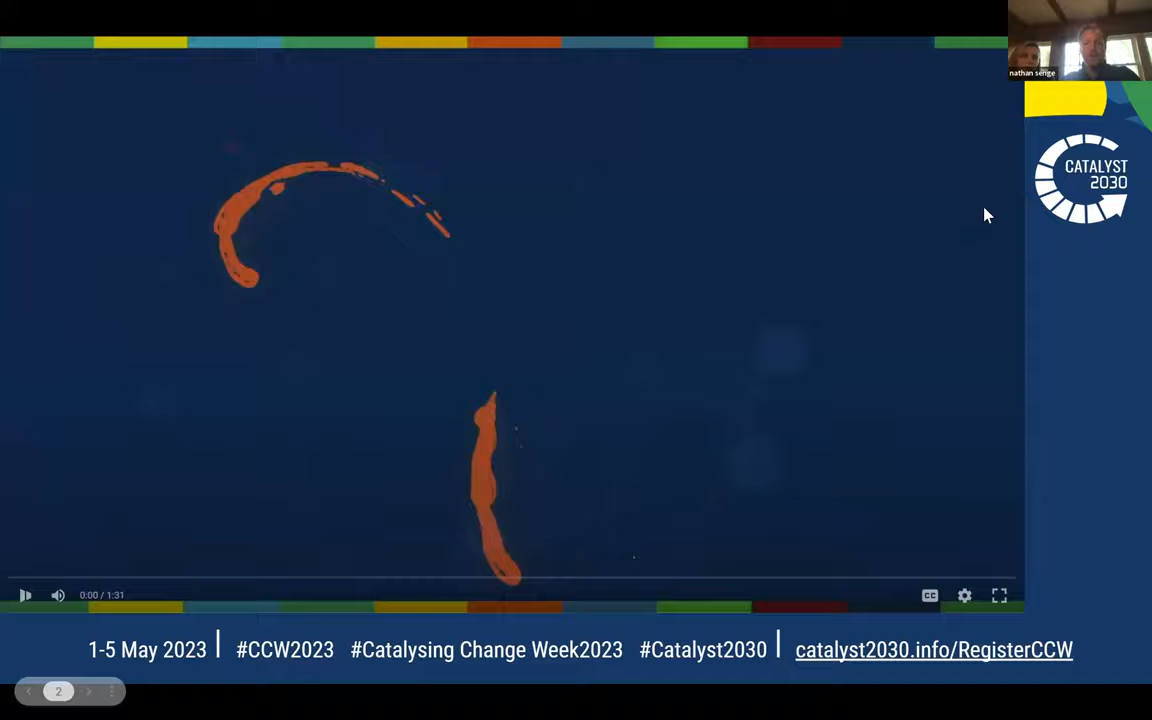 nathan senge
CATALYST
2030
0:00 / 1:31
CC
1-5 May 2023 | #CCW2023 #Catalysing Change Week2023 #Catalyst2030 | catalyst2030.info/RegisterCCW
2